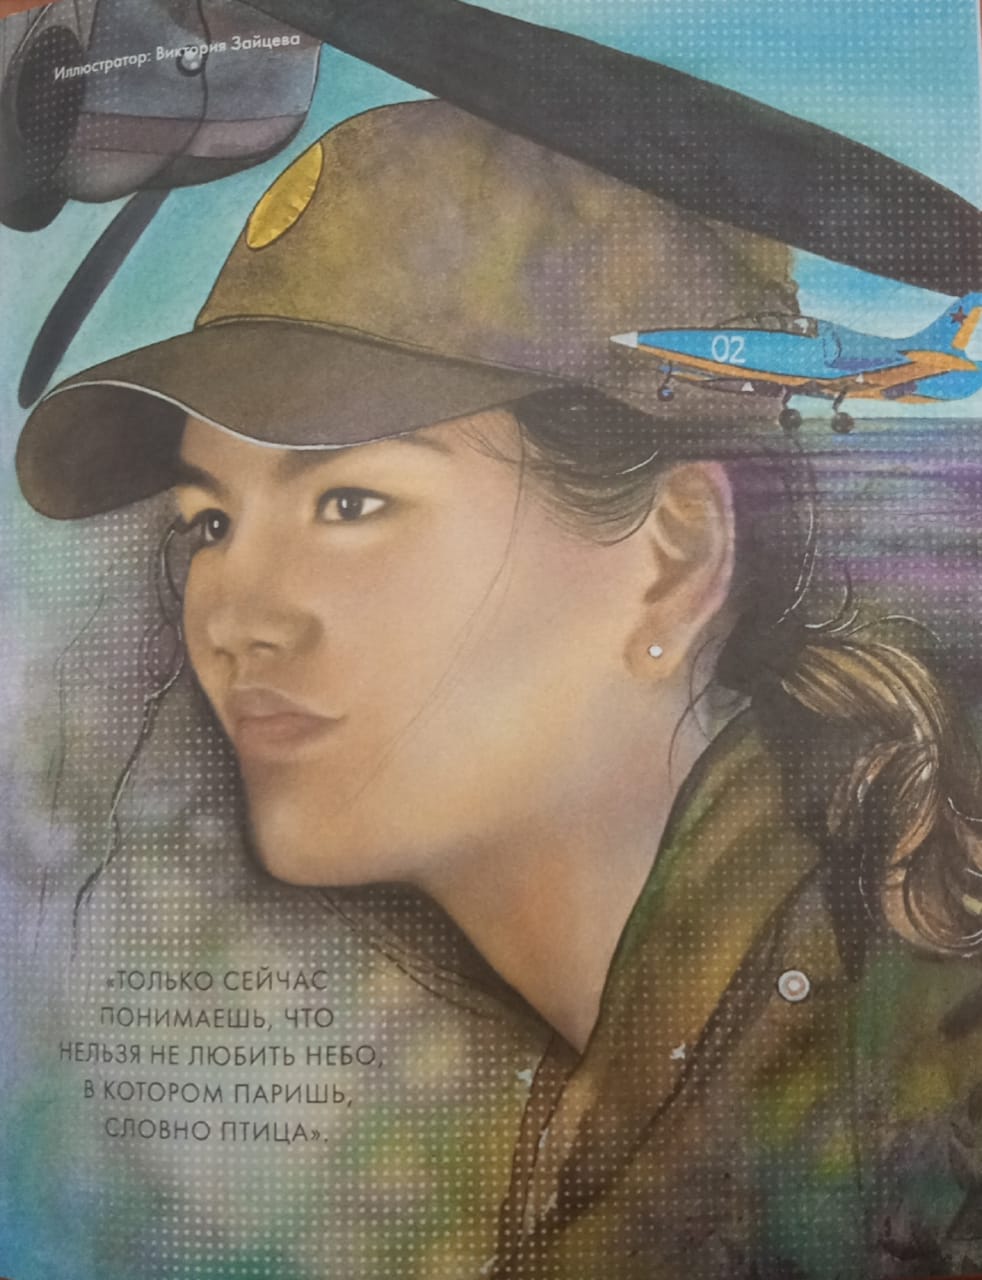 Иллюстратор: Виктория Зайцева
02
«ТОЛЬКО СЕЙЧАС
ПОНИМАЕШЬ, ЧТО
НЕЛЬЗЯ НЕ ЛЮБИТЬ НЕБО,
В КОТОРОМ ПАРИШЬ,
СЛОВНО ПТИЦА».